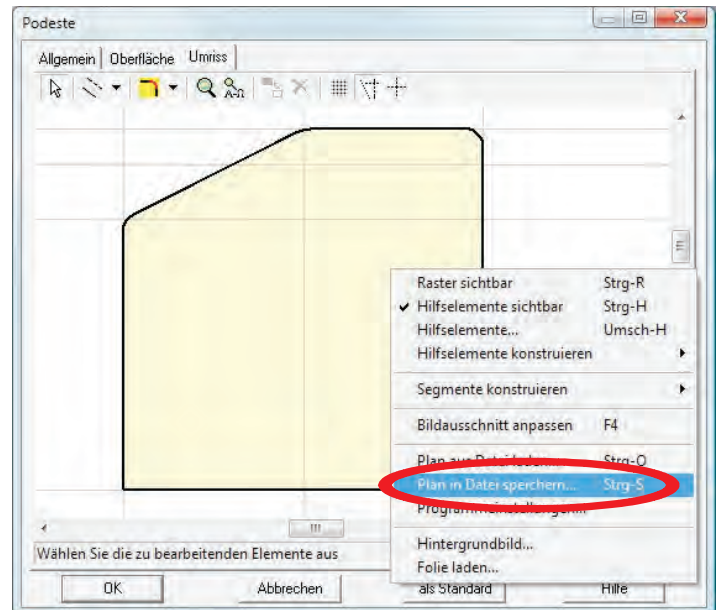 Podeste
Allgemein Oberfläche Umriss
A-Ω
Raster sichtbar Strg-R
Hilfselemente sichtbar Strg-H
Hilfselemente... Umsch-H
Hilfselemente konstruieren
Segmente konstruieren
Bildausschnitt anpassen F4
Plan aus Datei laden... Strg-O
Plan in Datei speichern... Strg-S
Programmeinstellungen...
Hintergrundbild...
Folie laden...
Wählen Sie die zu bearbeitenden Elemente aus
OK Abbrechen als Standard Hilfe